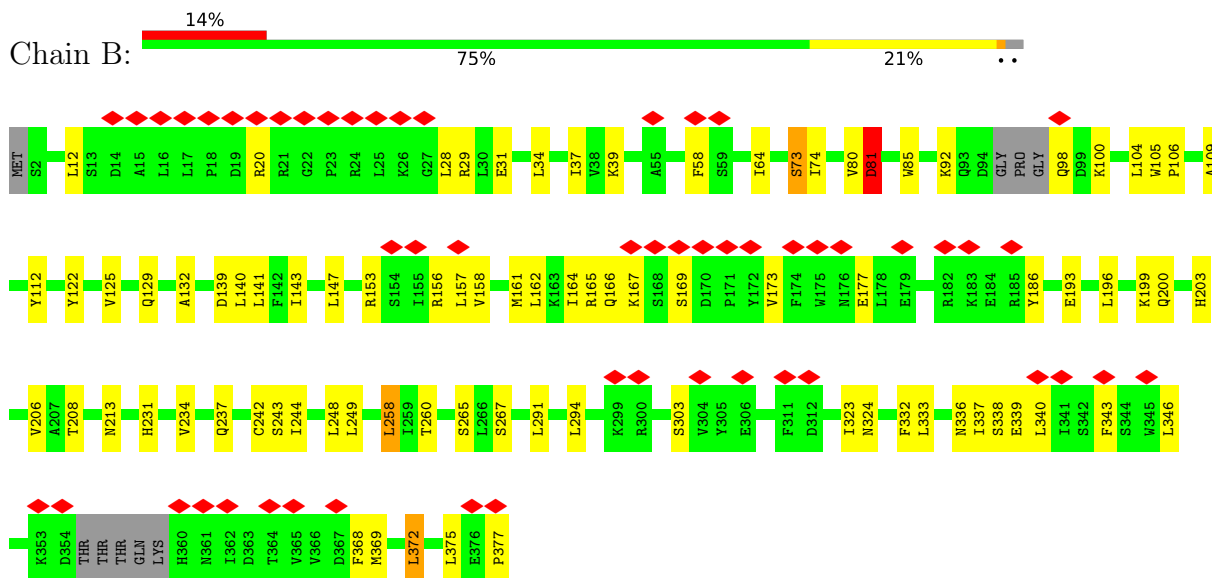 14%
Chain B:
75% 21% • •
MET S2 L12 S13 D14 A15 L16 L17 P18 D19 R20 R21 G22 P23 R24 L25 K26 G27 L28 R29 L30 E31 L34 I37 V38 K39 A55 F58 S59 I64 S73 I74 V80 D81 W85 K92 Q93 D94 GLY PRO GLY Q98 D99 K100 L104 W105 P106 A109
Y112 Y122 V125 Q129 A132 D139 L140 L141 F142 I143 L147 R153 S154 I155 R156 L157 V158 M161 L162 K163 I164 R165 Q166 K167 S168 S169 D170 P171 Y172 V173 F174 W175 N176 E177 L178 E179 R182 K183 E184 R185 Y186 E193 L196 K199 Q200 H203
V206 A207 T208 N213 H231 V234 Q237 C242 S243 I244 L248 L249 L258 I259 T260 S265 L266 S267 L291 L294 K299 R300 S303 V304 Y305 E306 F311 D312 I323 N324 F332 L333 N336 I337 S338 E339 L340 I341 S342 F343 S344 W345 L346
K353 D354 THR THR THR GLN LYS H360 N361 I362 D363 T364 V365 V366 D367 F368 M369 L372 L375 E376 P377